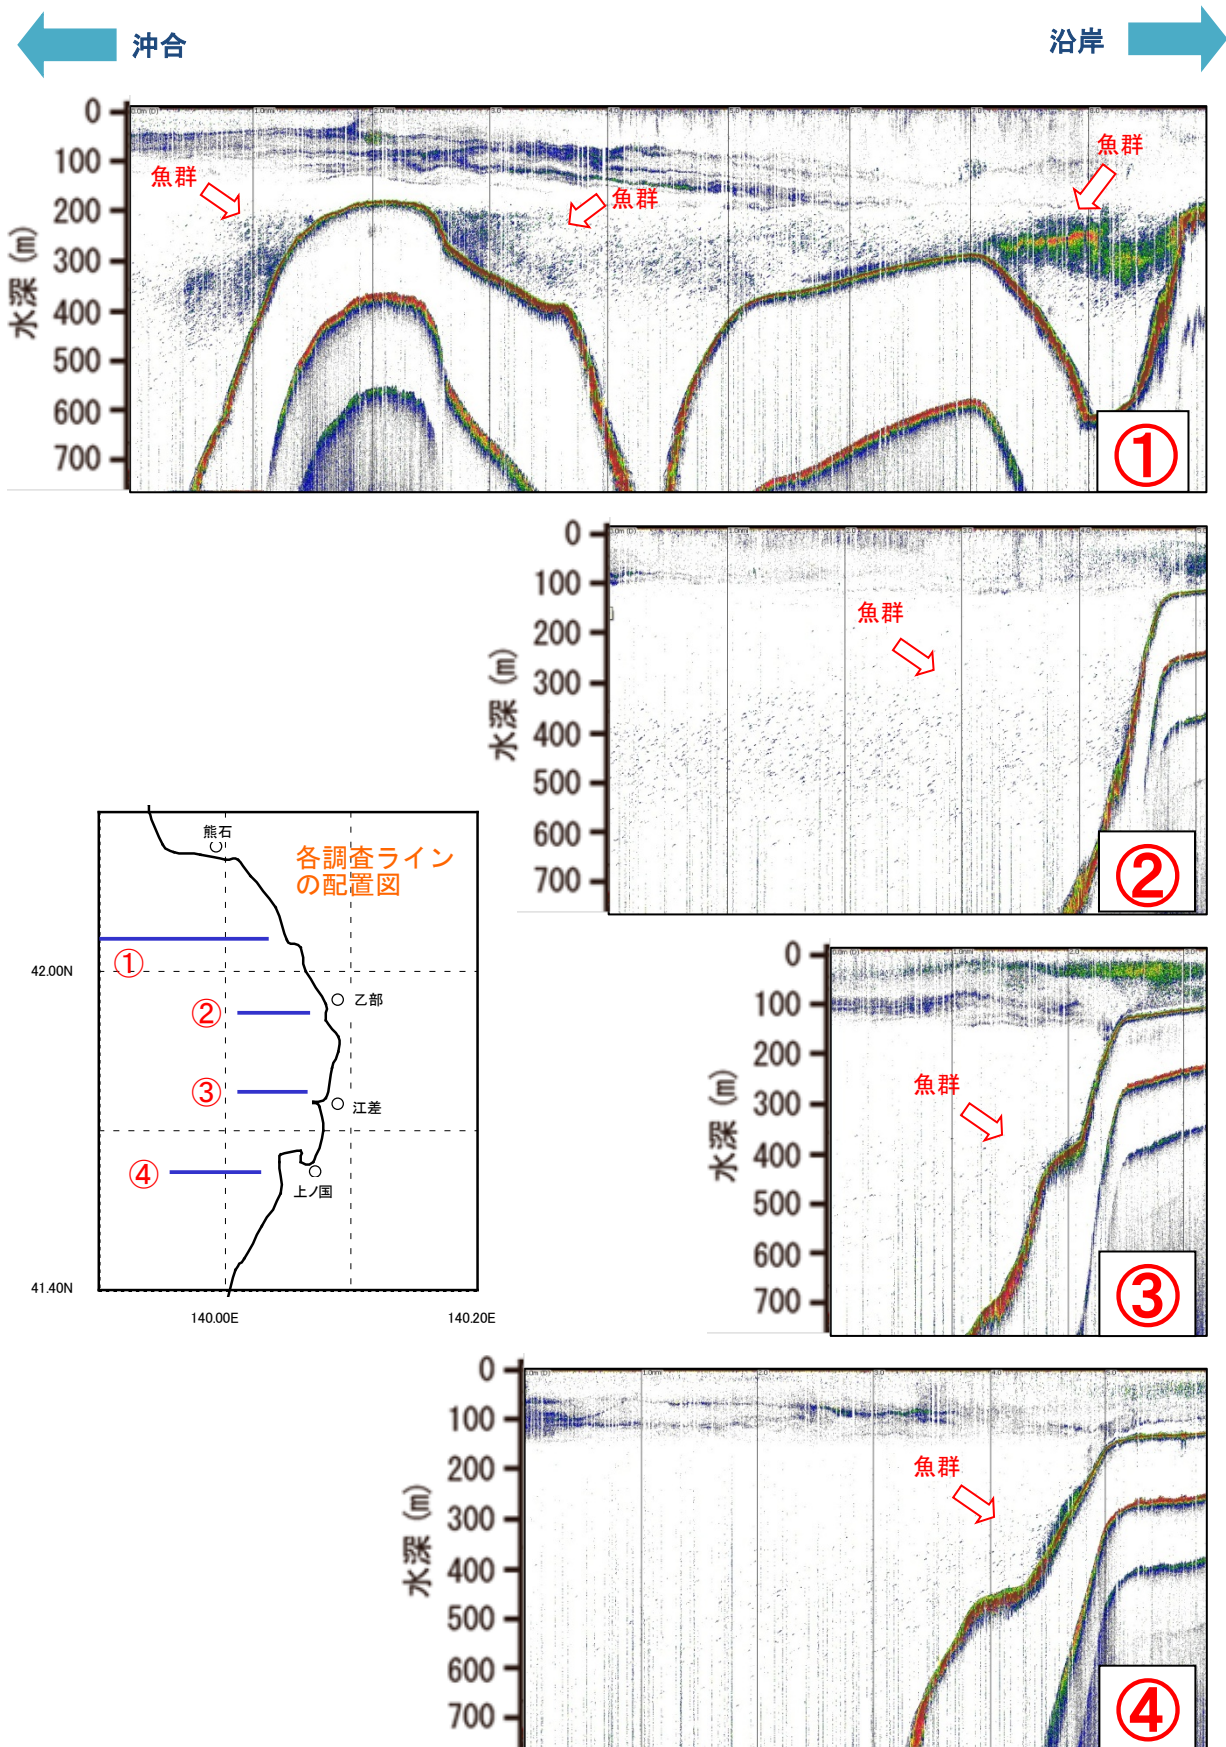 沖合
沿岸
0
100
200
300
400
500
600
700
水深 (m)
魚群
魚群
魚群
①
0
100
200
300
400
500
600
700
水深 (m)
魚群
②
各調査ライン
の配置図
熊石
乙部
江差
上ノ国
①
②
③
④
42.00N
41.40N
140.00E
140.20E
0
100
200
300
400
500
600
700
水深 (m)
魚群
③
0
100
200
300
400
500
600
700
水深 (m)
魚群
④